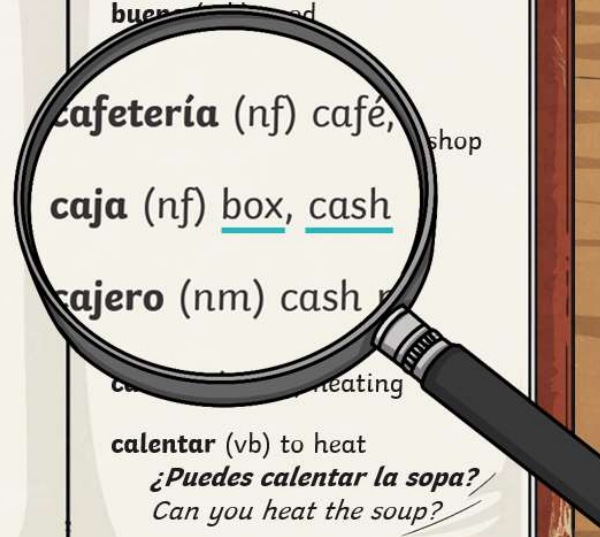 cafetería (nf) café,
shop
caja (nf) box, cash
cajero (nm) cash
heating
calentar (vb) to heat
¿Puedes calentar la sopa?
Can you heat the soup?